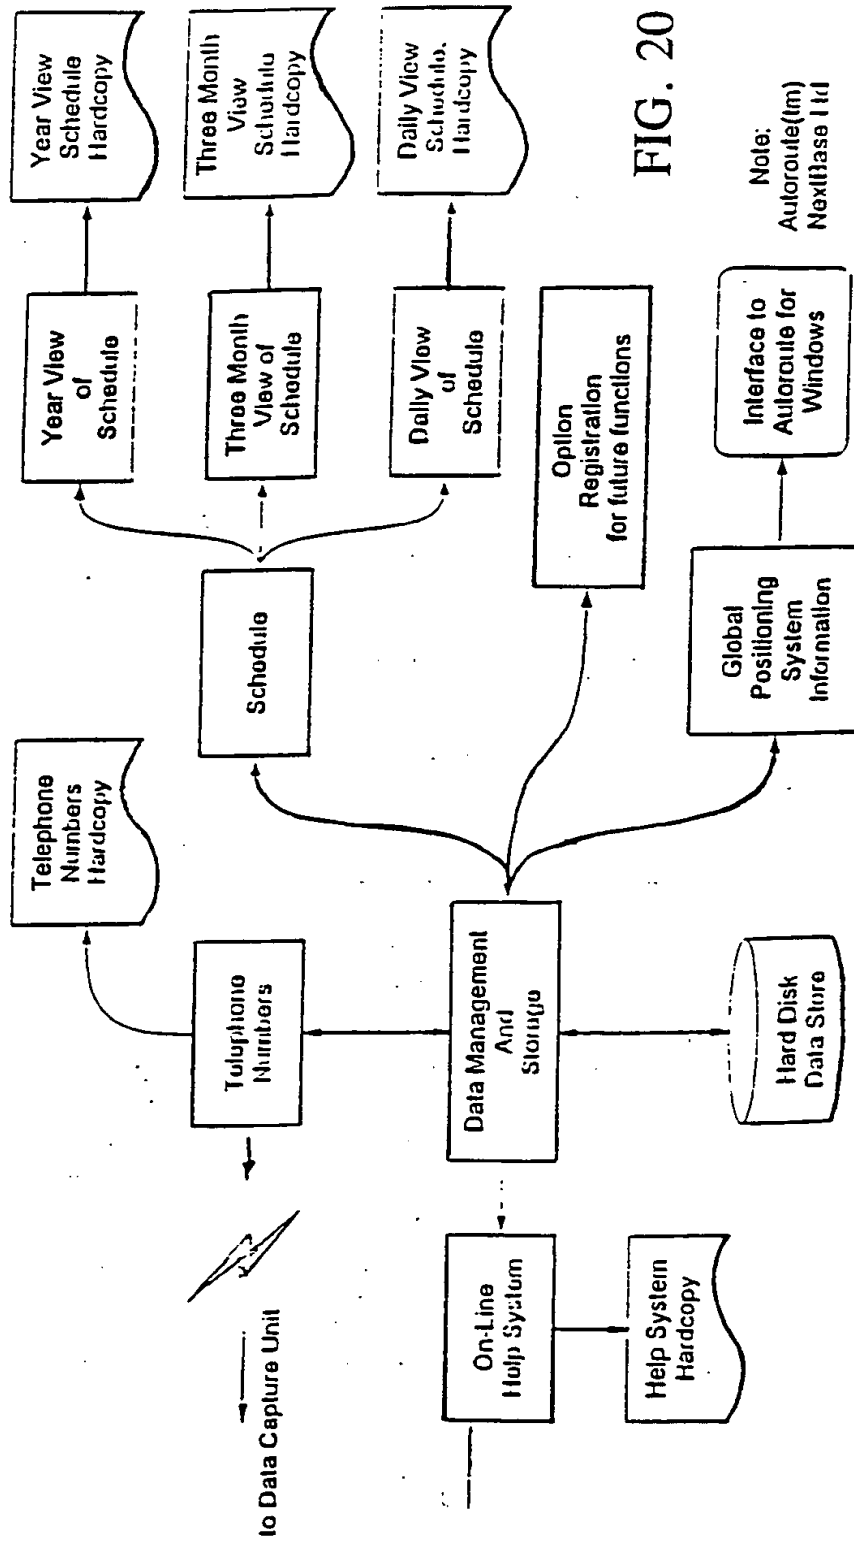 Year View
Schedule
Hardcopy
Three Month
View
Schedule
Hardcopy
Daily View
Schedule.
Hardcopy
FIG. 20
Note:
Autoroute(tm)
NextBase Ltd
Year View
of
Schedule
Three Month
View of
Schedule
Daily View
of
Schedule
Option
Registration
for future functions
Interface to
Autoroute for
Windows
Schedule
Global
Positioning
System
Information
Telephone
Numbers
Hardcopy
Telephone
Numbers
Data Management
And
Storage
Hard Disk
Data Store
On-Line
Help System
Help System
Hardcopy
to Data Capture Unit